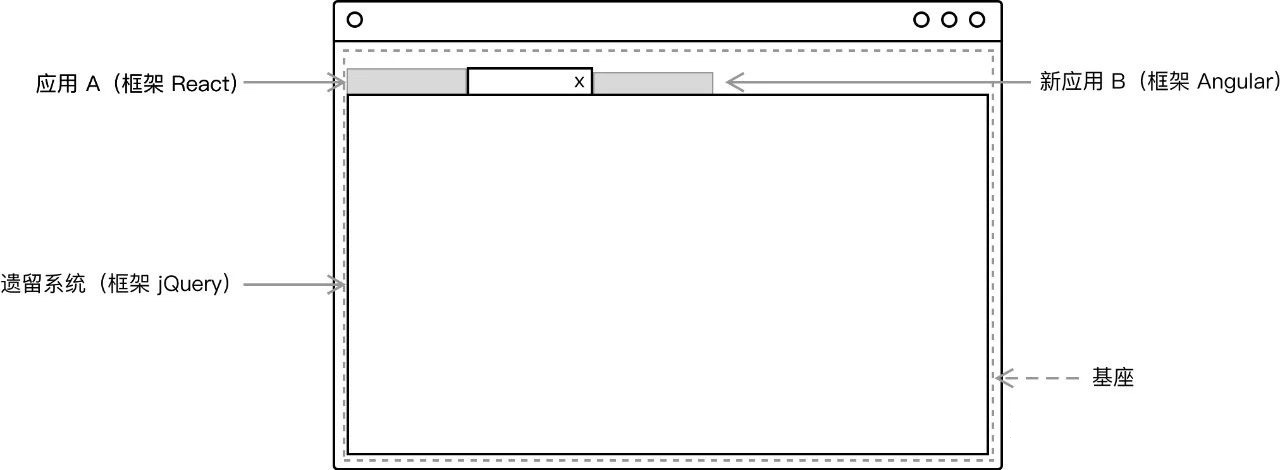 应用 A（框架 React）
x
新应用 B（框架 Angular）
遗留系统（框架 jQuery）
基座